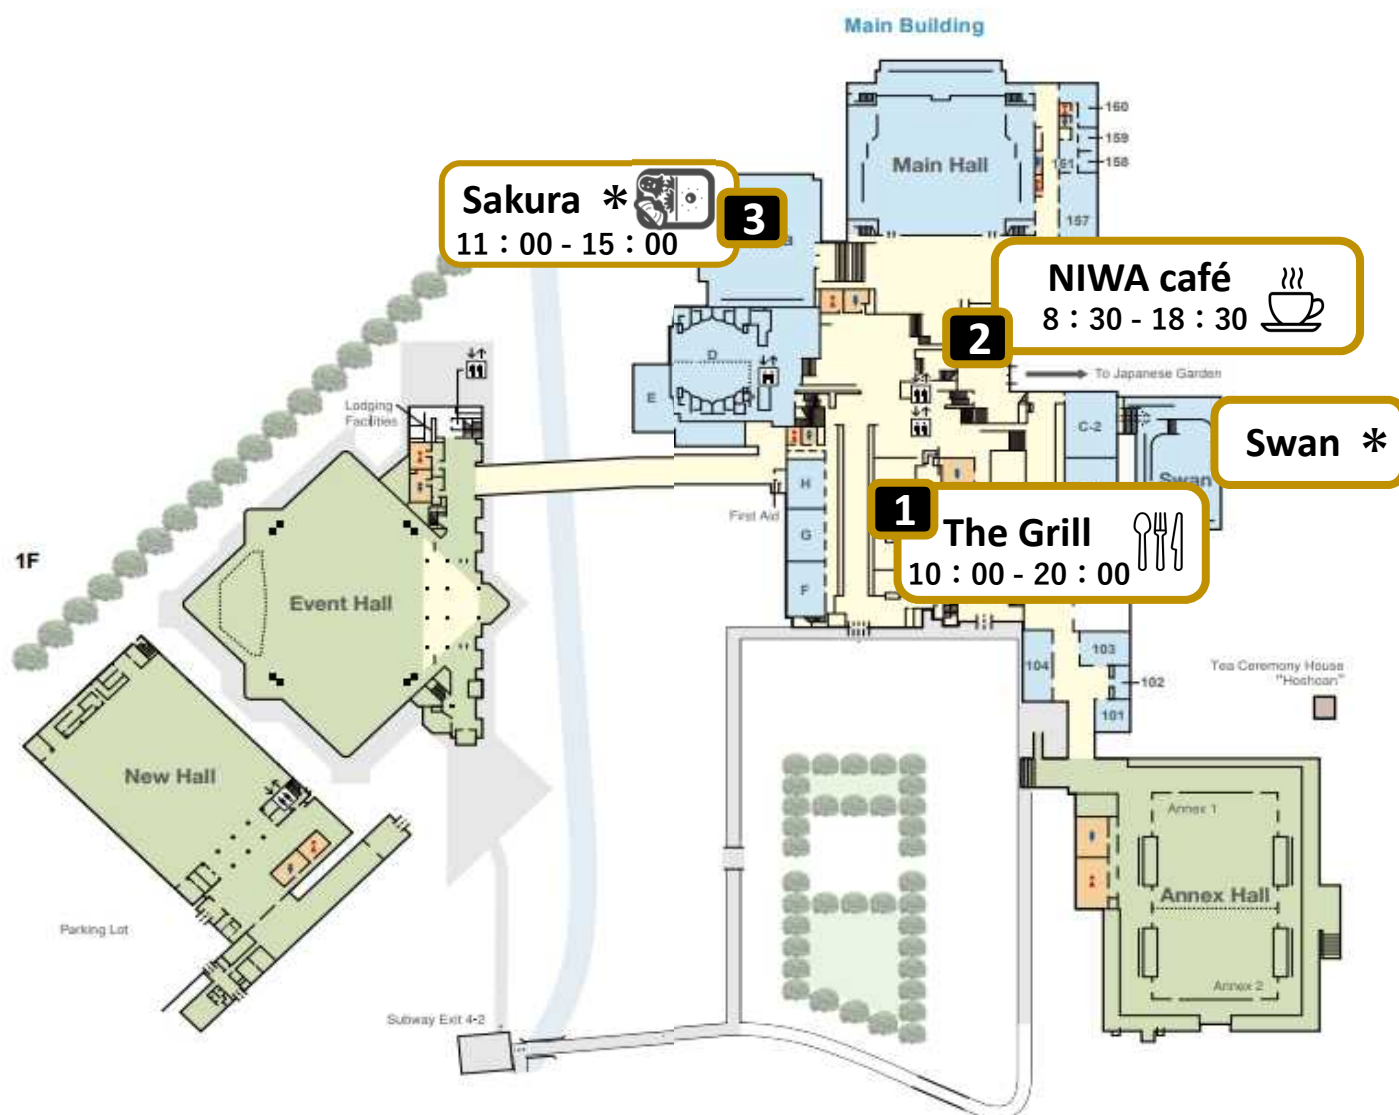 Main Building
160
159
158
151
157
Main Hall
Sakura *
11：00 - 15：00
3
NIWA café
8：30 - 18：30
2
To Japanese Garden
D
E
Lodging
Facilities
C-2
Swan *
Swan
H
G
F
First Aid
1
The Grill
10：00 - 20：00
1F
Event Hall
104
103
102
101
Tea Ceremony House
"Hoshoan"
New Hall
Annex 1
Annex Hall
Annex 2
Parking Lot
Subway Exit 4-2